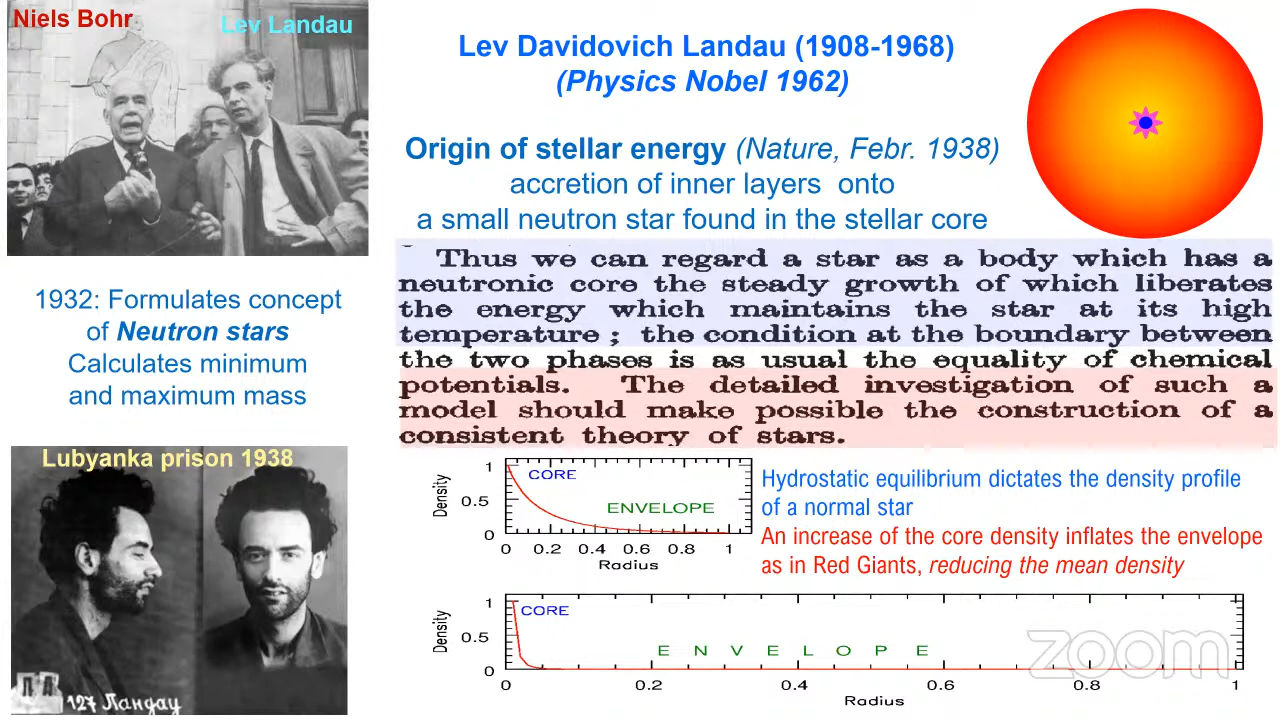 Niels Bohr
Lev Landau
Lev Davidovich Landau (1908-1968)
(Physics Nobel 1962)
Origin of stellar energy (Nature, Febr. 1938)
accretion of inner layers onto
a small neutron star found in the stellar core
Thus we can regard a star as a body which has a
neutronic core the steady growth of which liberates
the energy which maintains the star at its high
temperature ; the condition at the boundary between
the two phases is as usual the equality of chemical
potentials. The detailed investigation of such a
model should make possible the construction of a
consistent theory of stars.
1932: Formulates concept
of Neutron stars
Calculates minimum
and maximum mass
Lubyanka prison 1938
ЛЛ
127 Ландау
Density
1
0.5
0
CORE
ENVELOPE
0 0.2 0.4 0.6 0.8 1
Radius
Hydrostatic equilibrium dictates the density profile
of a normal star
An increase of the core density inflates the envelope
as in Red Giants, reducing the mean density
Density
1
0.5
0
CORE
ENVELOPE
0 0.2 0.4 0.6 0.8 1
Radius
zoom